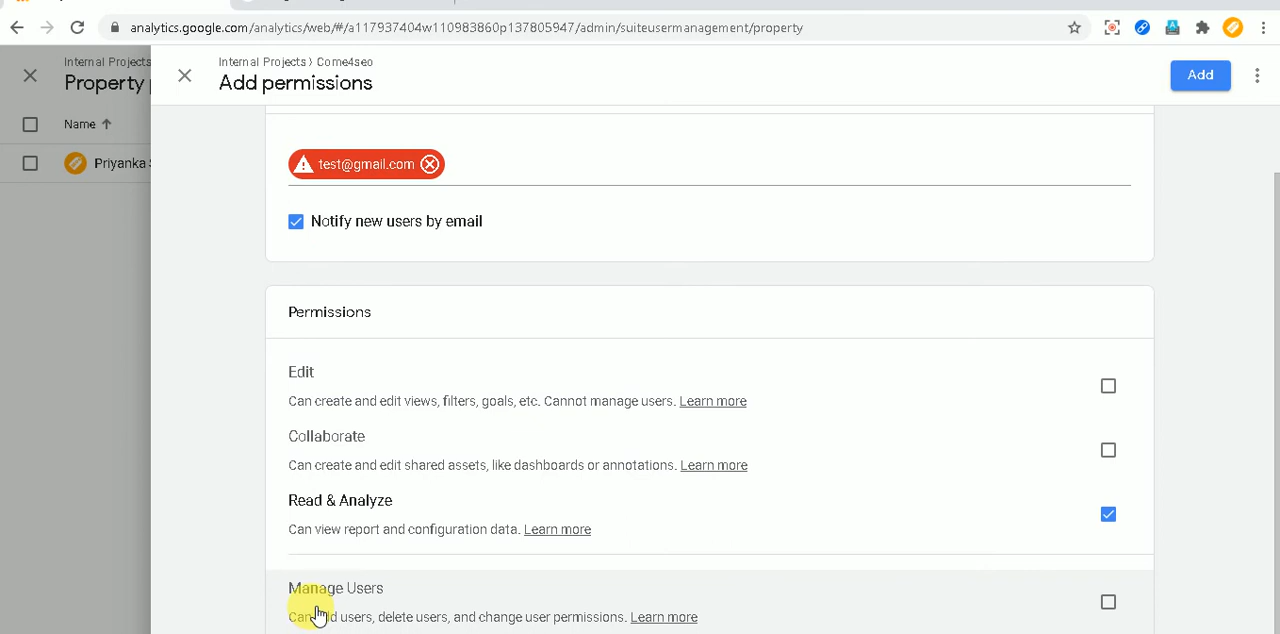 analytics.google.com/analytics/web/#/a117937404w110983860p137805947/admin/suiteusermanagement/property
Internal Projects
Property
Internal Projects > Come4seo
Add permissions
Add
Name
Priyanka
test@gmail.com
Notify new users by email
Permissions
Edit
Can create and edit views, filters, goals, etc. Cannot manage users. Learn more
Collaborate
Can create and edit shared assets, like dashboards or annotations. Learn more
Read & Analyze
Can view report and configuration data. Learn more
Manage Users
Can add users, delete users, and change user permissions. Learn more